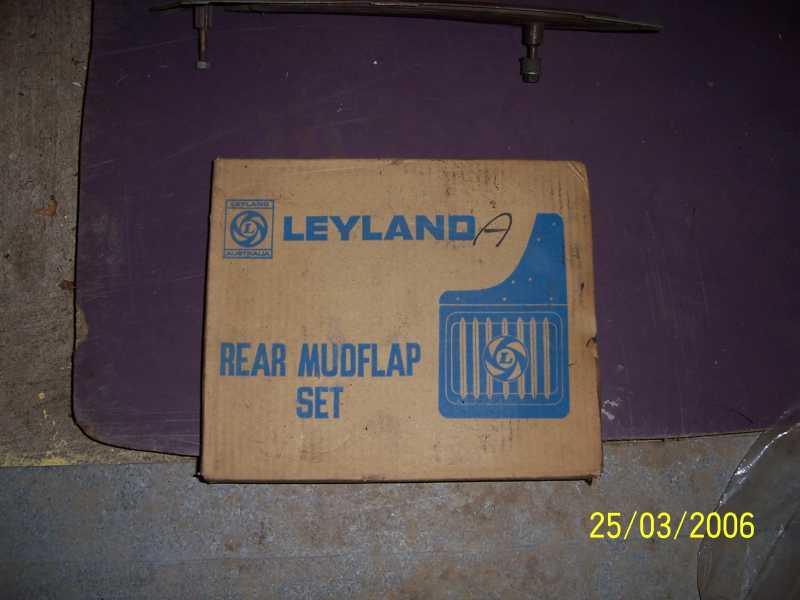 LEYLAND
L
AUSTRALIA
LEYLAND A
REAR MUDFLAP
SET
L
25/03/2006